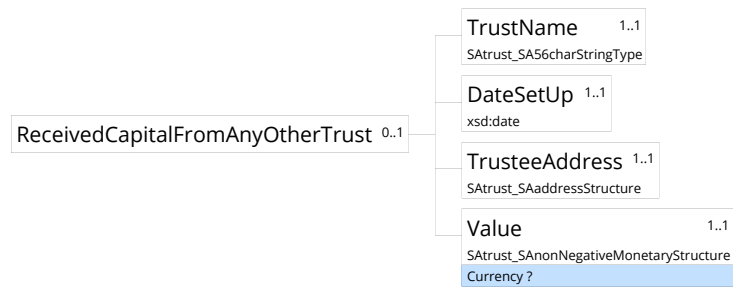 TrustName 1..1
SAtrust_SA56charStringType
DateSetUp 1..1
xsd:date
ReceivedCapitalFromAnyOtherTrust 0..1
TrusteeAddress 1..1
SAtrust_SAaddressStructure
Value 1..1
SAtrust_SAnonNegativeMonetaryStructure
Currency ?